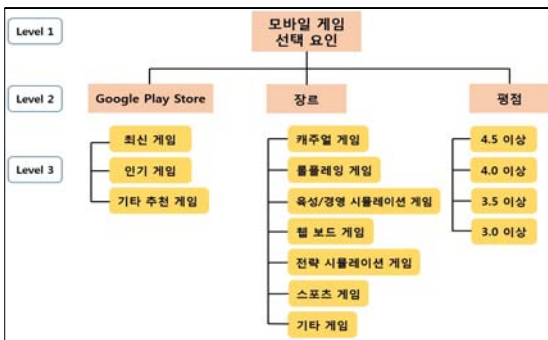 Level 1
모바일 게임
선택 요인
Level 2
Google Play Store
장르
평점
Level 3
최신 게임
인기 게임
기타 추천 게임
캐주얼 게임
롤플레잉 게임
육성/경영 시뮬레이션 게임
웹 보드 게임
전략 시뮬레이션 게임
스포츠 게임
기타 게임
4.5 이상
4.0 이상
3.5 이상
3.0 이상